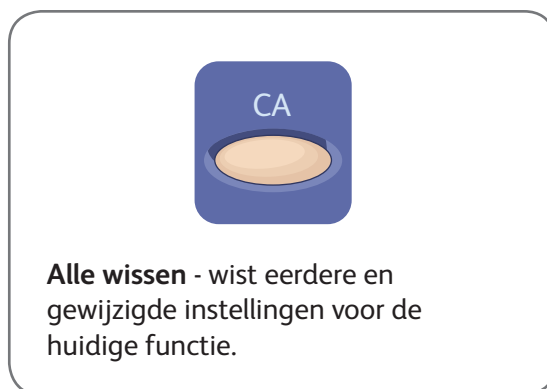 CA
Alle wissen - wist eerdere en
gewijzigde instellingen voor de
huidige functie.